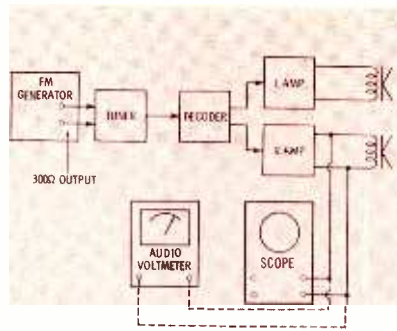 FM
GENERATOR
TUNER
DECODER
L AMP
R AMP
300Ω OUTPUT
AUDIO
VOLTMETER
SCOPE